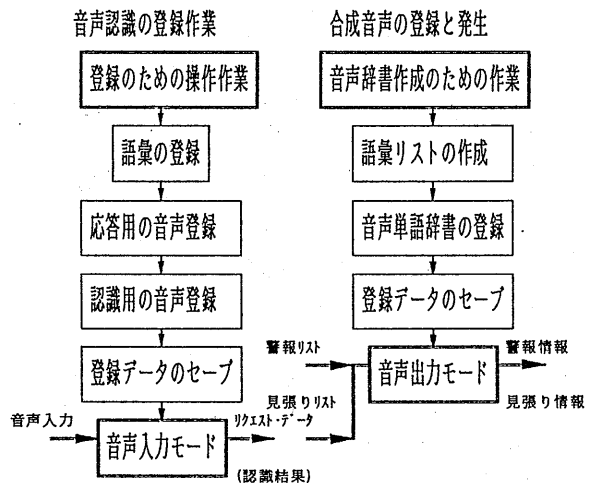 音声認識の登録作業
登録のための操作作業
語彙の登録
応答用の音声登録
認識用の音声登録
登録データのセーブ
音声入力
音声入力モード
リクエスト・データ
(認識結果)
合成音声の登録と発生
音声辞書作成のための作業
語彙リストの作成
音声単語辞書の登録
登録データのセーブ
警報リスト
見張りリスト
音声出力モード
警報情報
見張り情報